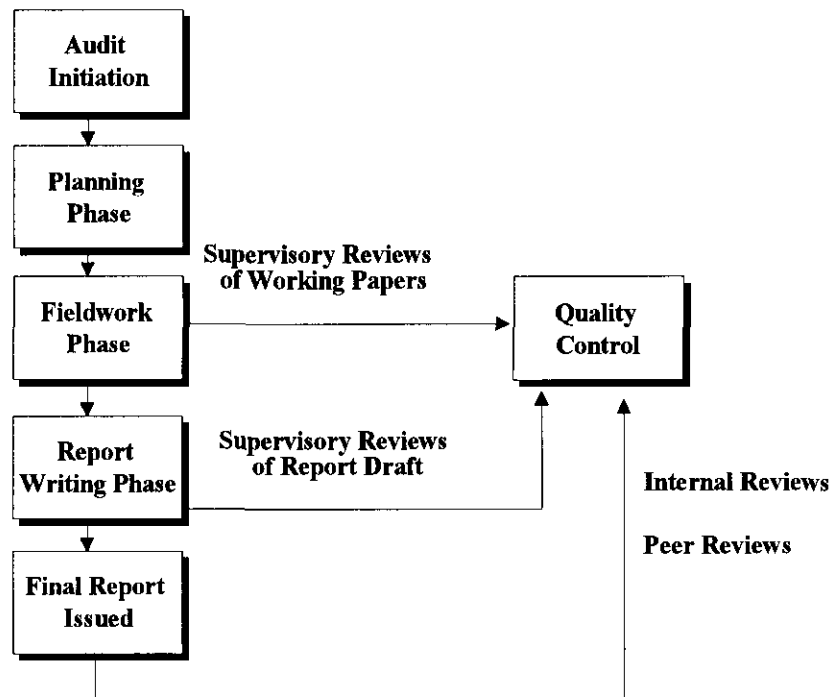 Audit
Initiation
Planning
Phase
Supervisory Reviews
of Working Papers
Fieldwork
Phase
Quality
Control
Report
Writing Phase
Supervisory Reviews
of Report Draft
Internal Reviews
Peer Reviews
Final Report
Issued